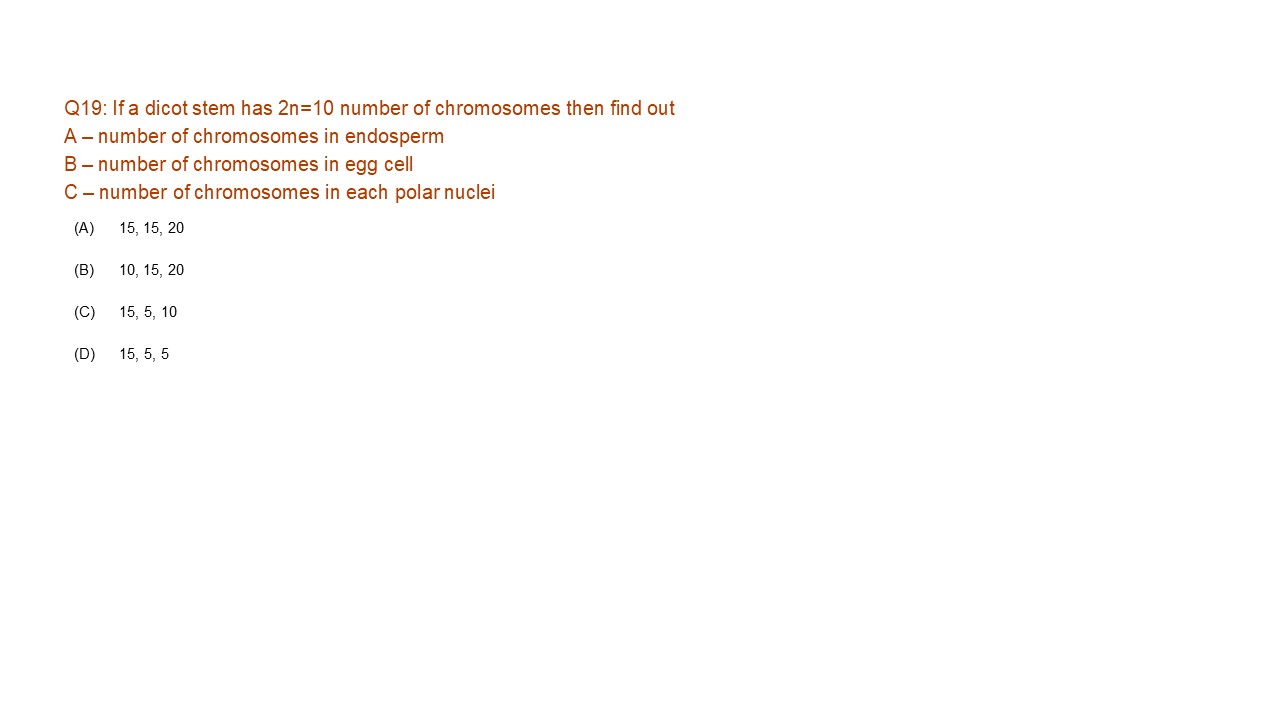 Q19: If a dicot stem has 2n=10 number of chromosomes then find out
A – number of chromosomes in endosperm
B – number of chromosomes in egg cell
C – number of chromosomes in each polar nuclei
(A) 15, 15, 20
(B) 10, 15, 20
(C) 15, 5, 10
(D) 15, 5, 5